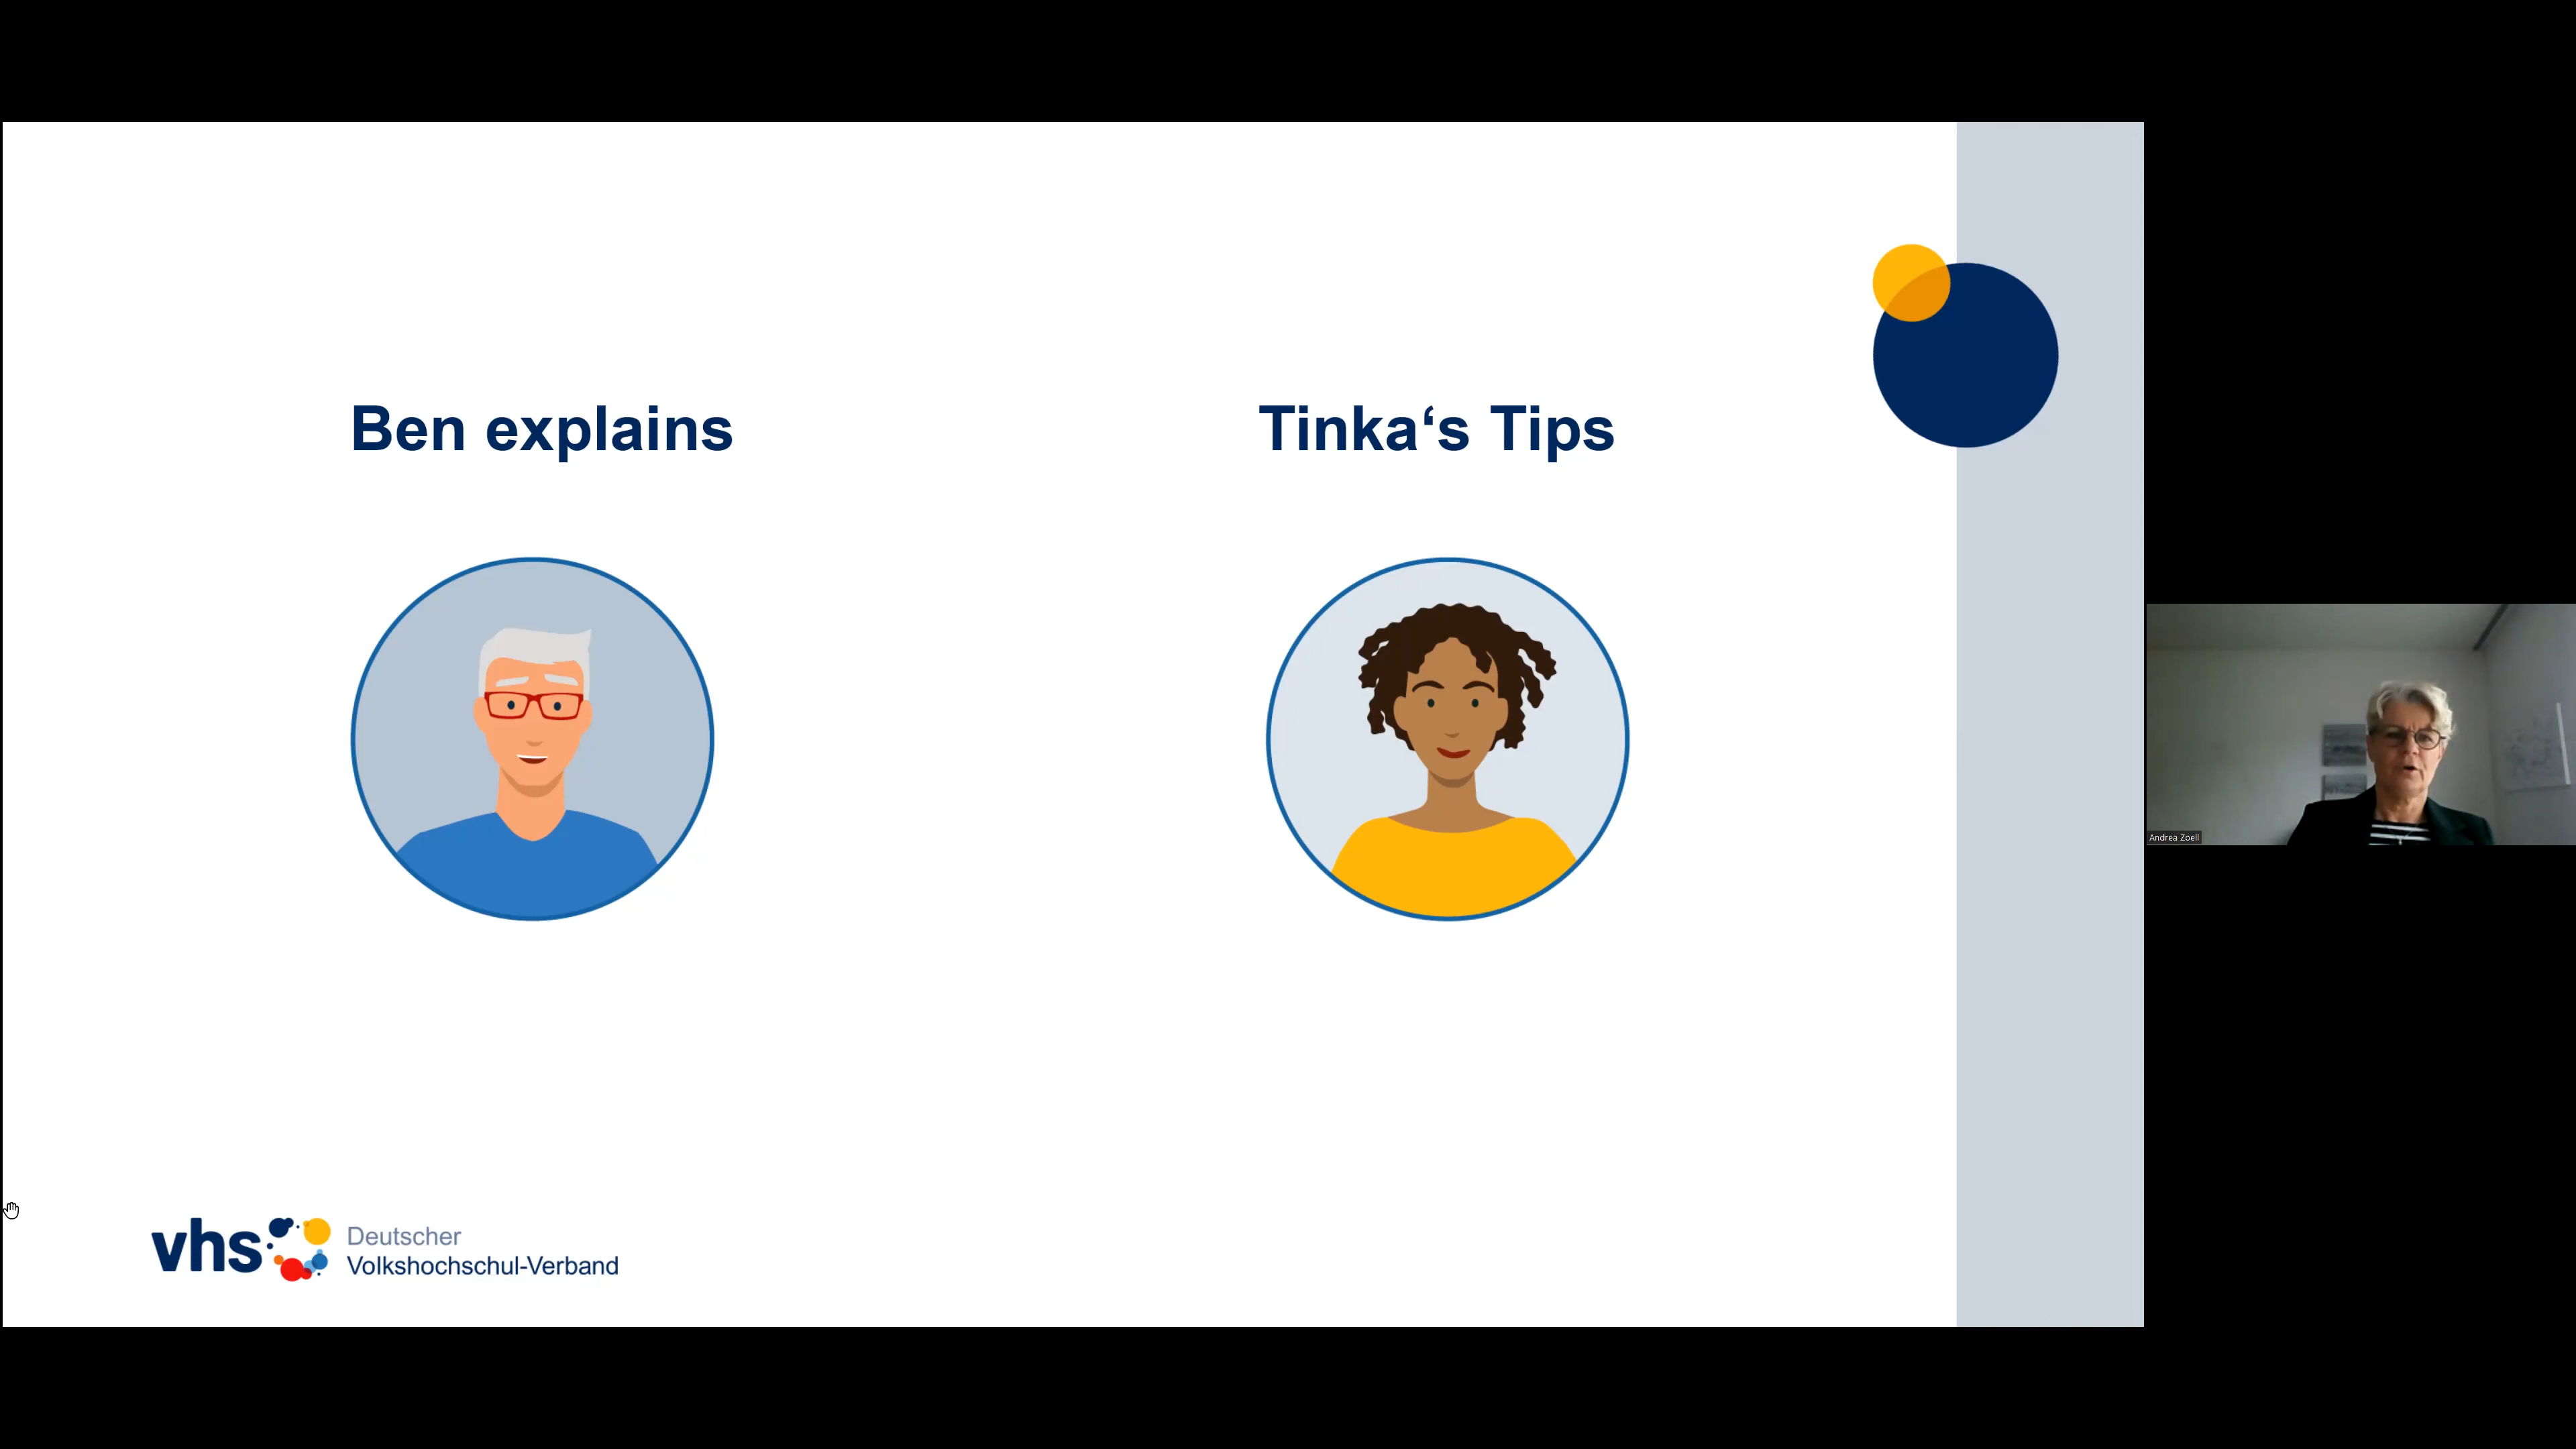 Ben explains
Tinka‘s Tips
Andrea Zoell
vhs
Deutscher
Volkshochschul-Verband